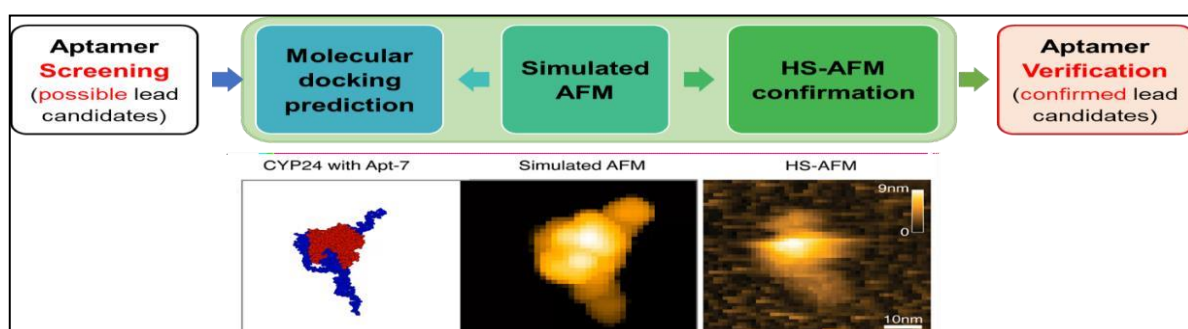 Aptamer
Screening
(possible lead
candidates)
Molecular
docking
prediction
Simulated
AFM
HS-AFM
confirmation
Aptamer
Verification
(confirmed lead
candidates)
CYP24 with Apt-7
Simulated AFM
HS-AFM
9nm
0
10nm